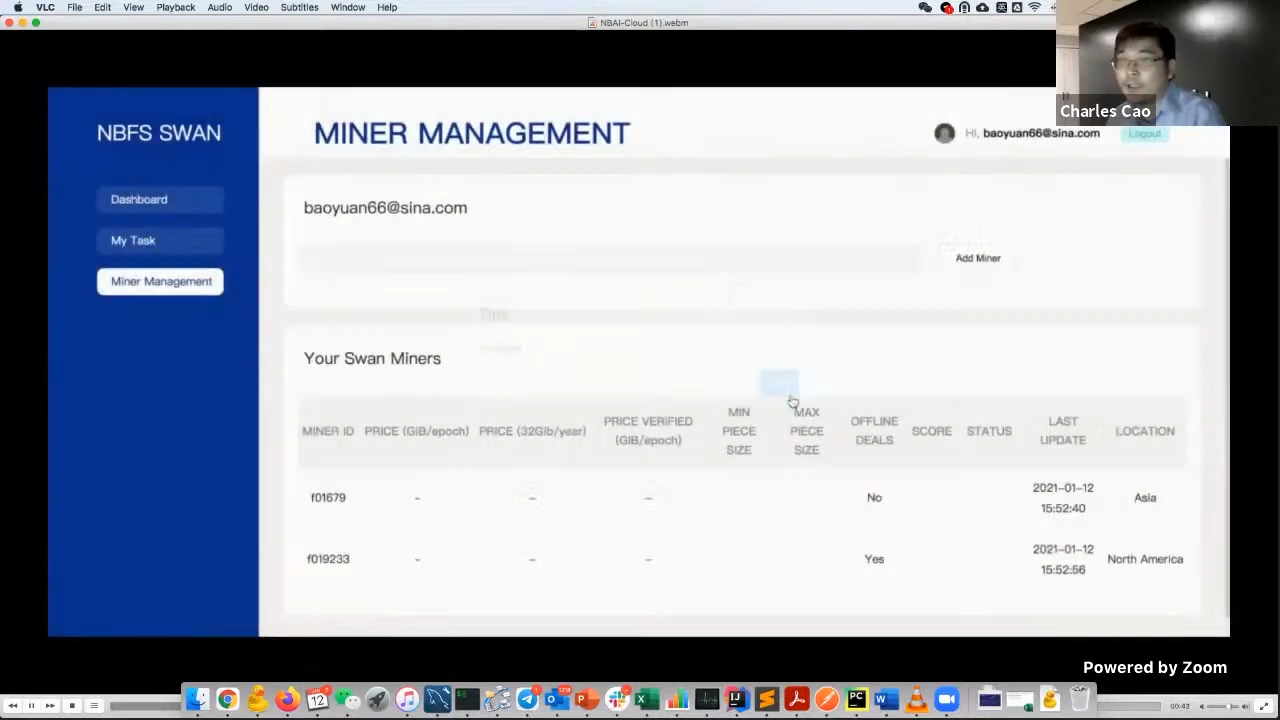 VLC File Edit View Playback Audio Video Subtitles Window Help
NBAI-Cloud (1).webm
Charles Cao
NBFS SWAN
MINER MANAGEMENT
Hi, baoyuan66@sina.com
Logout
Dashboard
My Task
Miner Management
baoyuan66@sina.com
Add Miner
Time
Your Swan Miners
MINER ID PRICE (GiB/epoch) PRICE (32Gib/year) PRICE VERIFIED (GIB/epoch) MIN PIECE SIZE MAX PIECE SIZE OFFLINE DEALS SCORE STATUS LAST UPDATE LOCATION
f01679 - - - No 2021-01-12 15:52:40 Asia
f019233 - - - Yes 2021-01-12 15:52:56 North America
Powered by Zoom
00:42